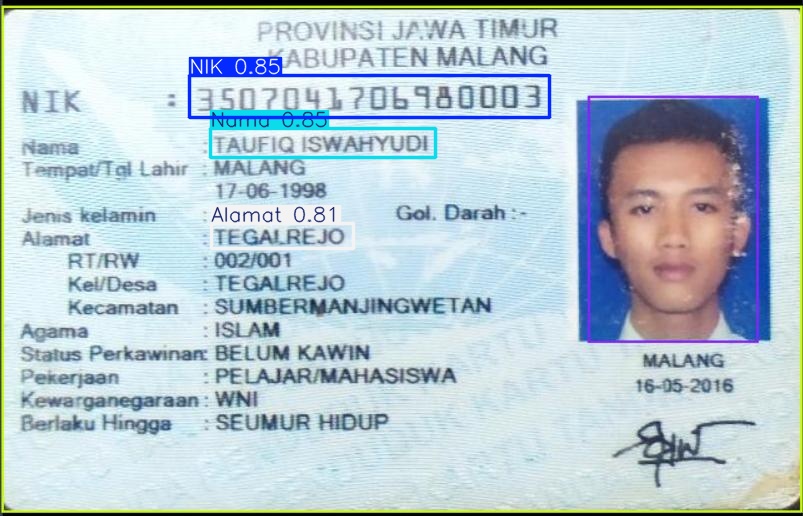 PROVINSI JAWA TIMUR
KABUPATEN MALANG
NIK 0.85
NIK : 3507041706980003
Nama 0.85
Nama : TAUFIQ ISWAHYUDI
Tempat/Tgl Lahir : MALANG
17-06-1998
Jenis kelamin : Alamat 0.81 Gol. Darah : -
Alamat : TEGALREJO
RT/RW : 002/001
Kel/Desa : TEGALREJO
Kecamatan : SUMBERMANJINGWETAN
Agama : ISLAM
Status Perkawinan: BELUM KAWIN
Pekerjaan : PELAJAR/MAHASISWA
Kewarganegaraan : WNI
Berlaku Hingga : SEUMUR HIDUP
MALANG
16-05-2016